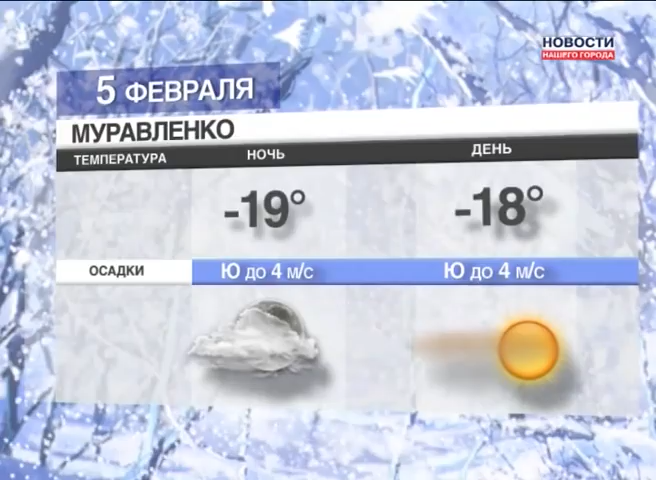 НОВОСТИ
НАШЕГО ГОРОДА
5 ФЕВРАЛЯ
МУРАВЛЕНКО
ТЕМПЕРАТУРА НОЧЬ ДЕНЬ
-19° -18°
ОСАДКИ Ю ДО 4 М/С Ю ДО 4 М/С